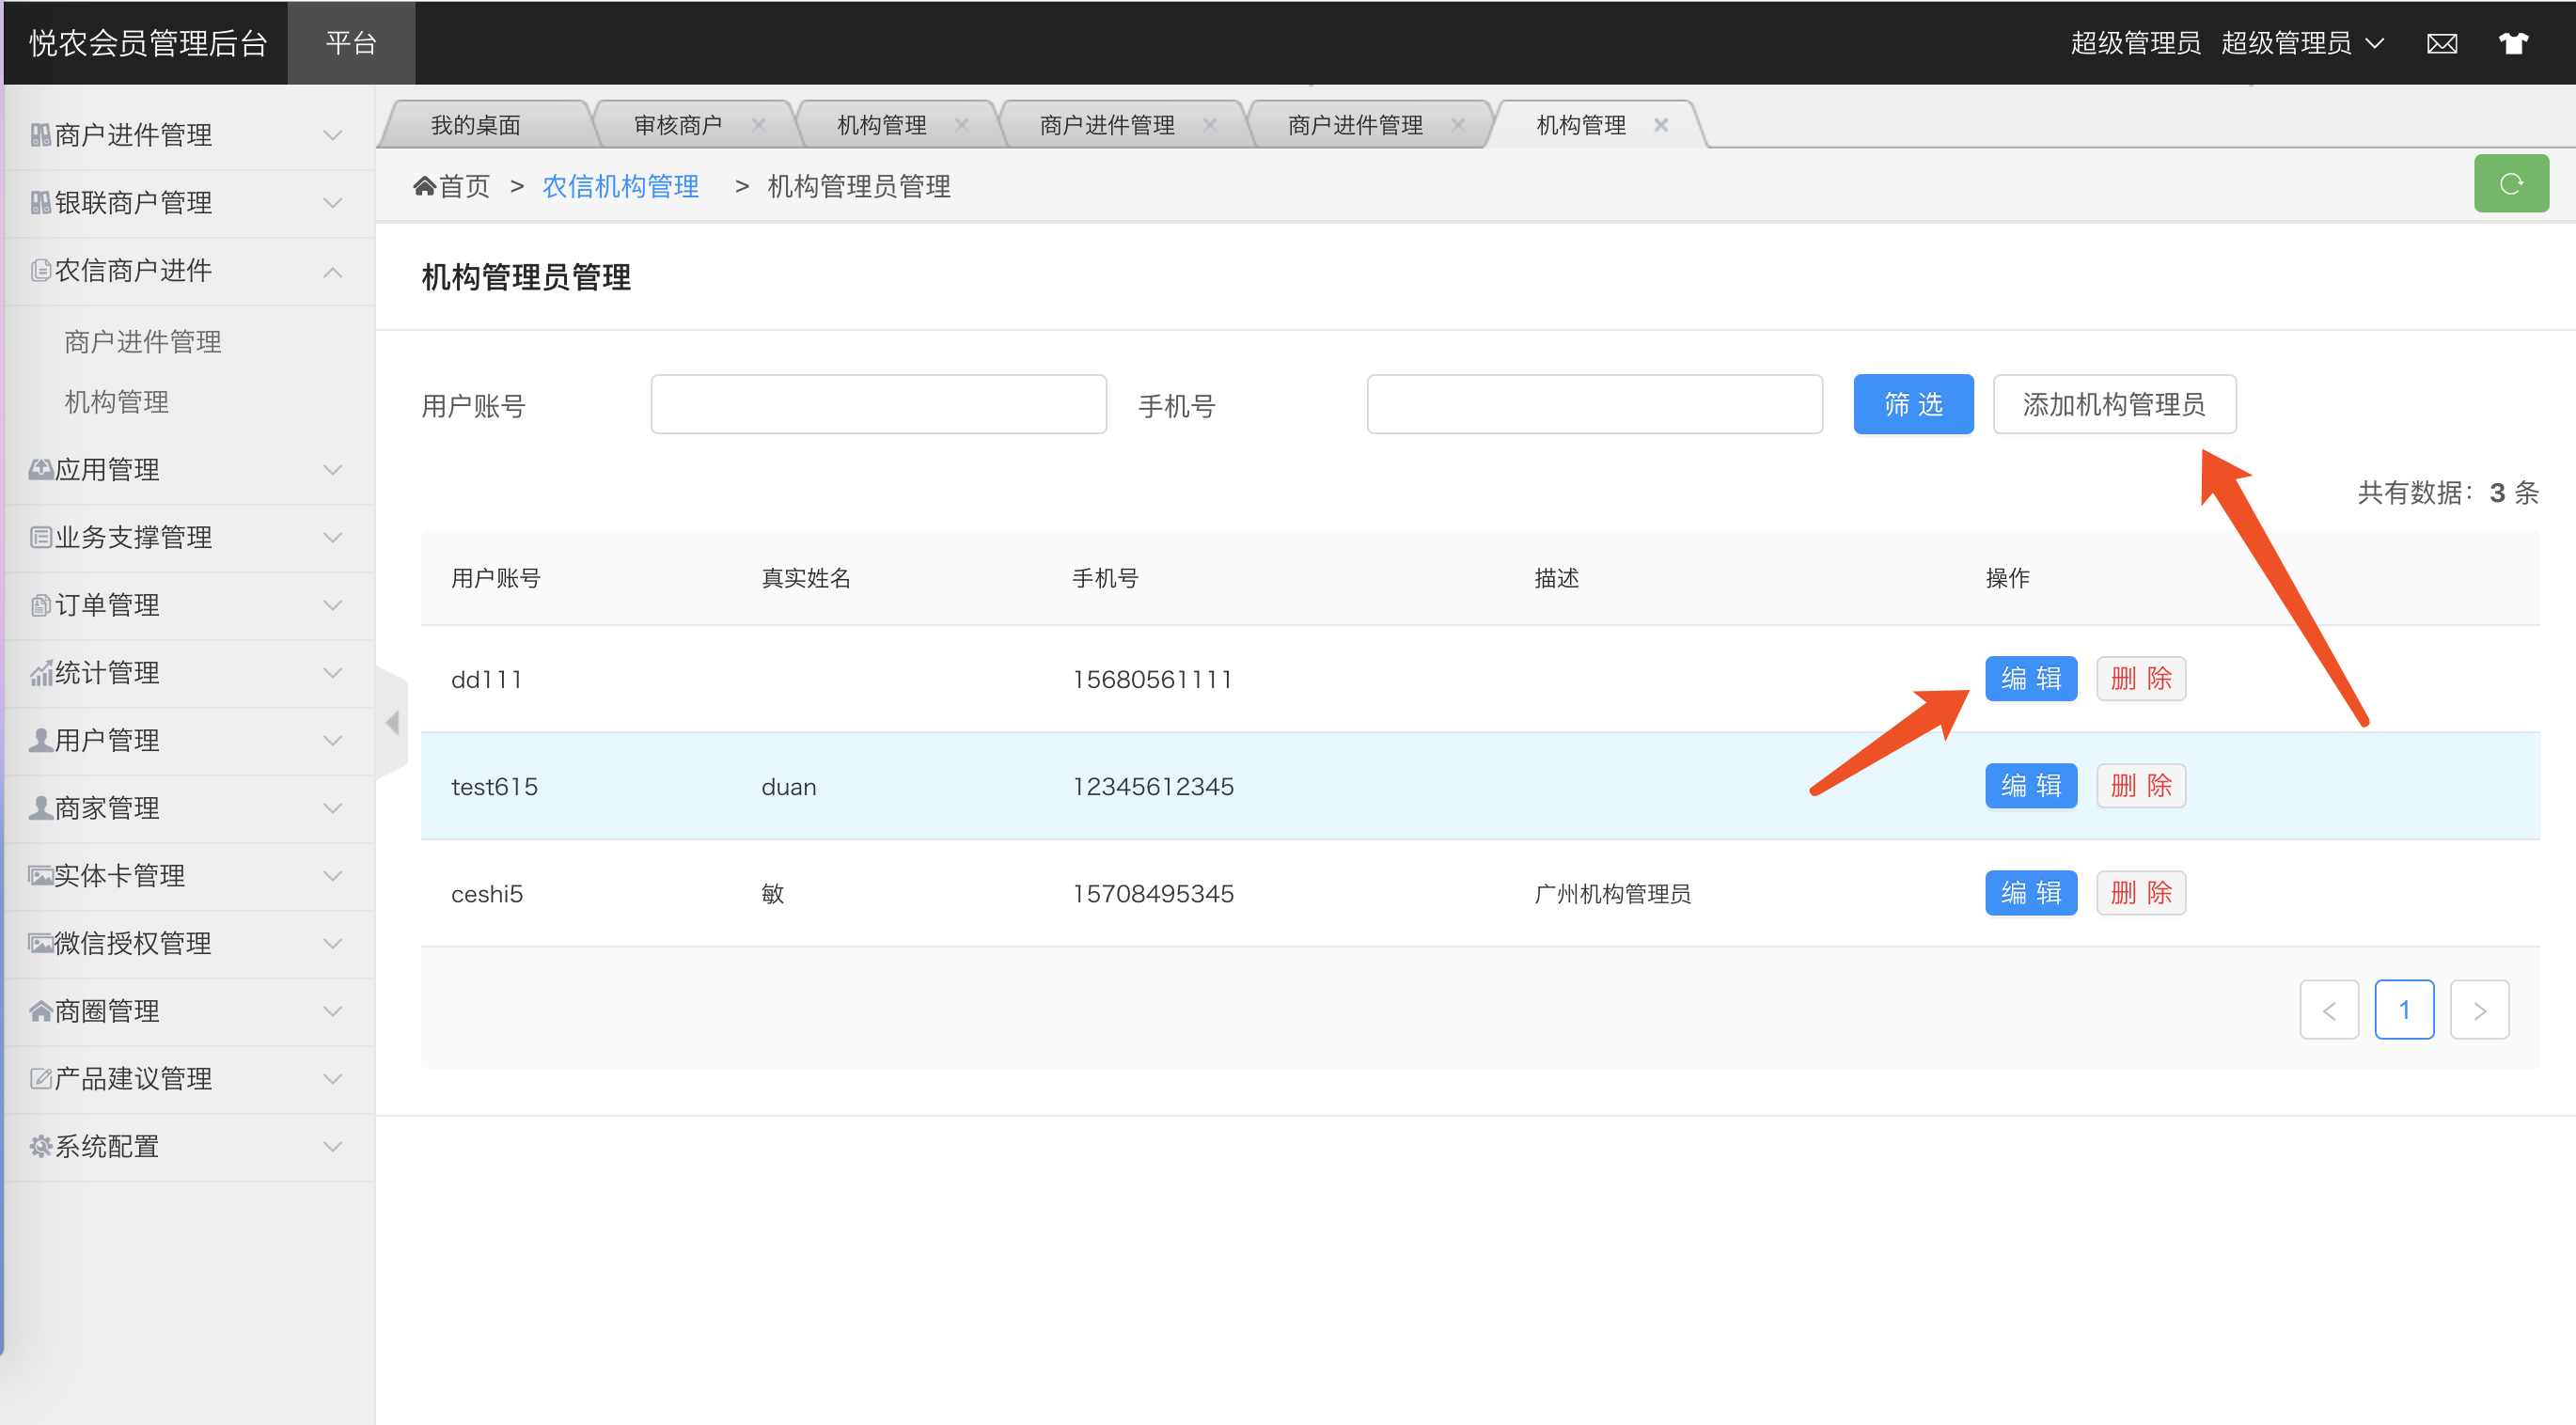 悦农会员管理后台 平台 超级管理员 超级管理员
我的桌面 审核商户 机构管理 商户进件管理 商户进件管理 机构管理
首页 > 农信机构管理 > 机构管理员管理
商户进件管理
银联商户管理
农信商户进件
商户进件管理
机构管理
应用管理
业务支撑管理
订单管理
统计管理
用户管理
商家管理
实体卡管理
微信授权管理
商圈管理
产品建议管理
系统配置
机构管理员管理
用户账号 手机号 筛 选 添加机构管理员
共有数据：3 条
用户账号 真实姓名 手机号 描述 操作
dd111 15680561111 编 辑 删 除
test615 duan 12345612345 编 辑 删 除
ceshi5 敏 15708495345 广州机构管理员 编 辑 删 除
< 1 >